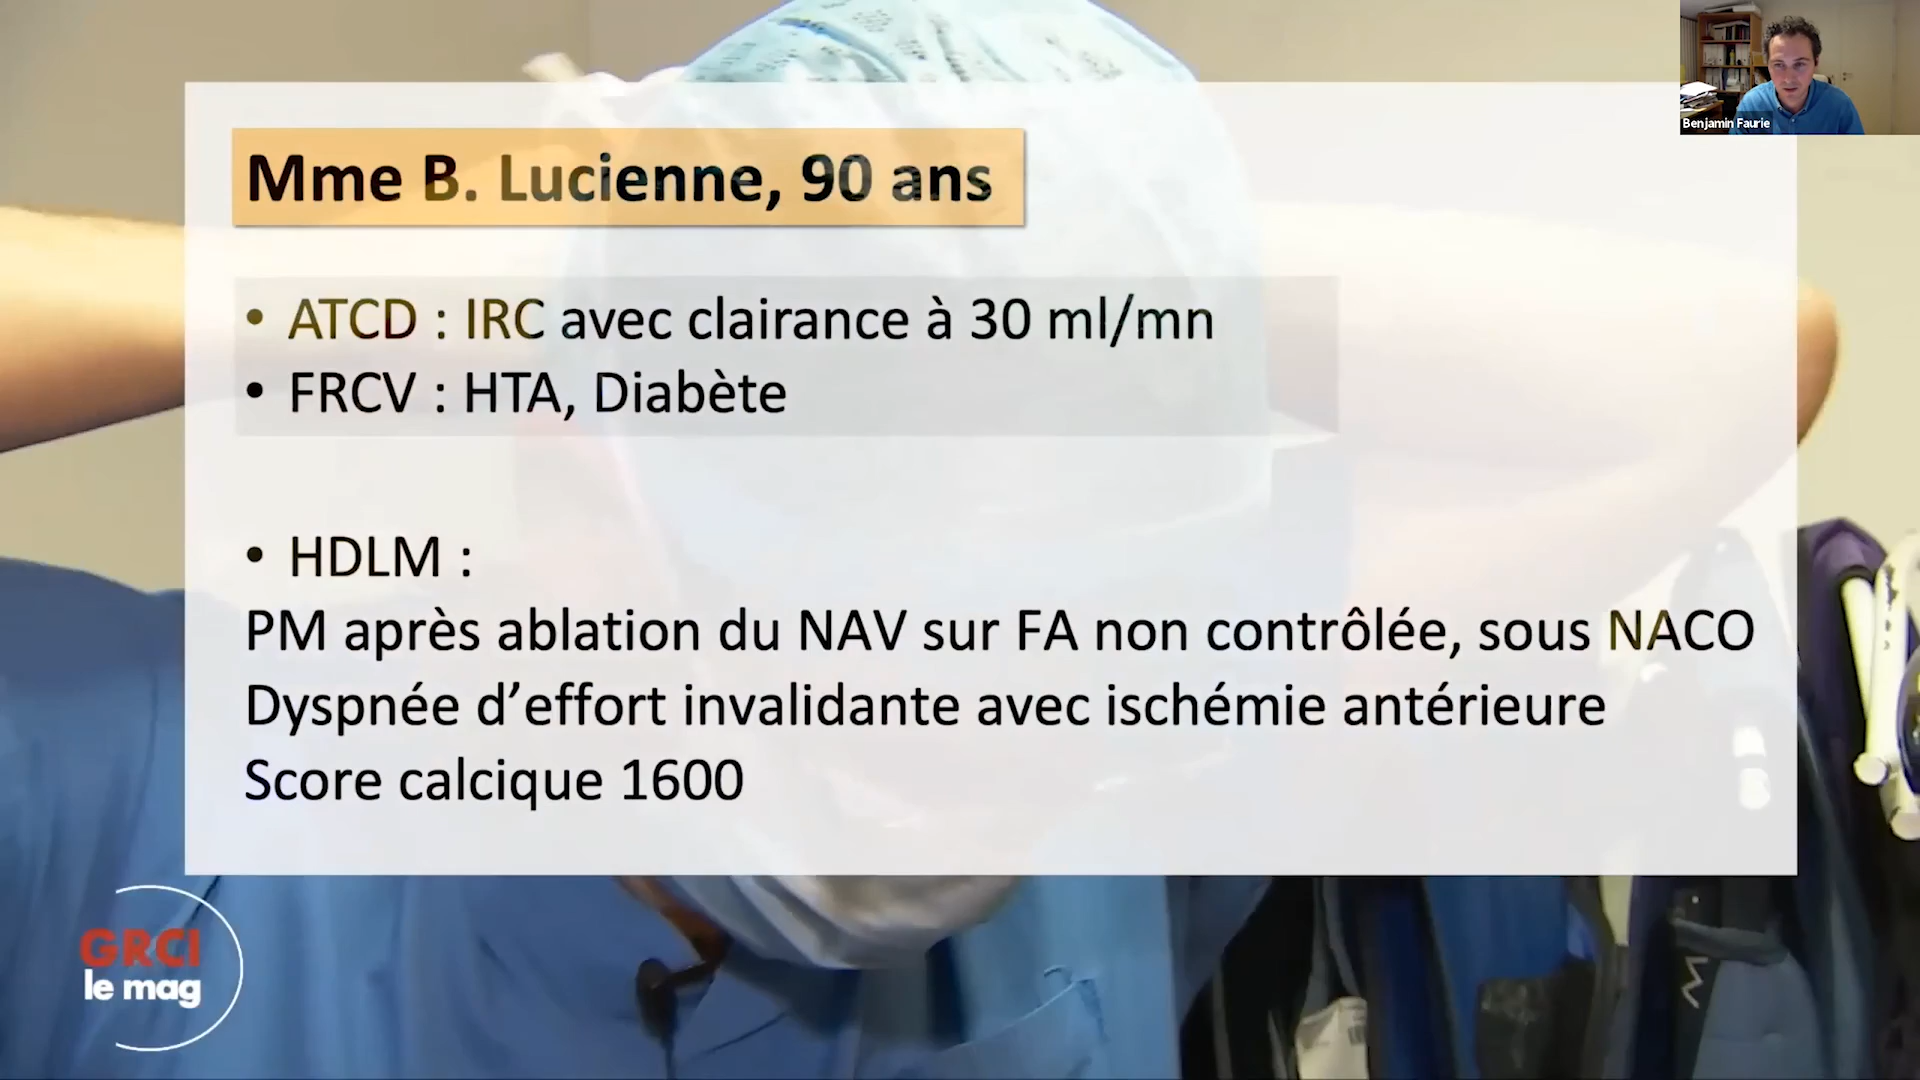 Benjamin Faurie
Mme B. Lucienne, 90 ans
• ATCD : IRC avec clairance à 30 ml/mn
• FRCV : HTA, Diabète
• HDLM :
PM après ablation du NAV sur FA non contrôlée, sous NACO
Dyspnée d’effort invalidante avec ischémie antérieure
Score calcique 1600
GRCI
le mag